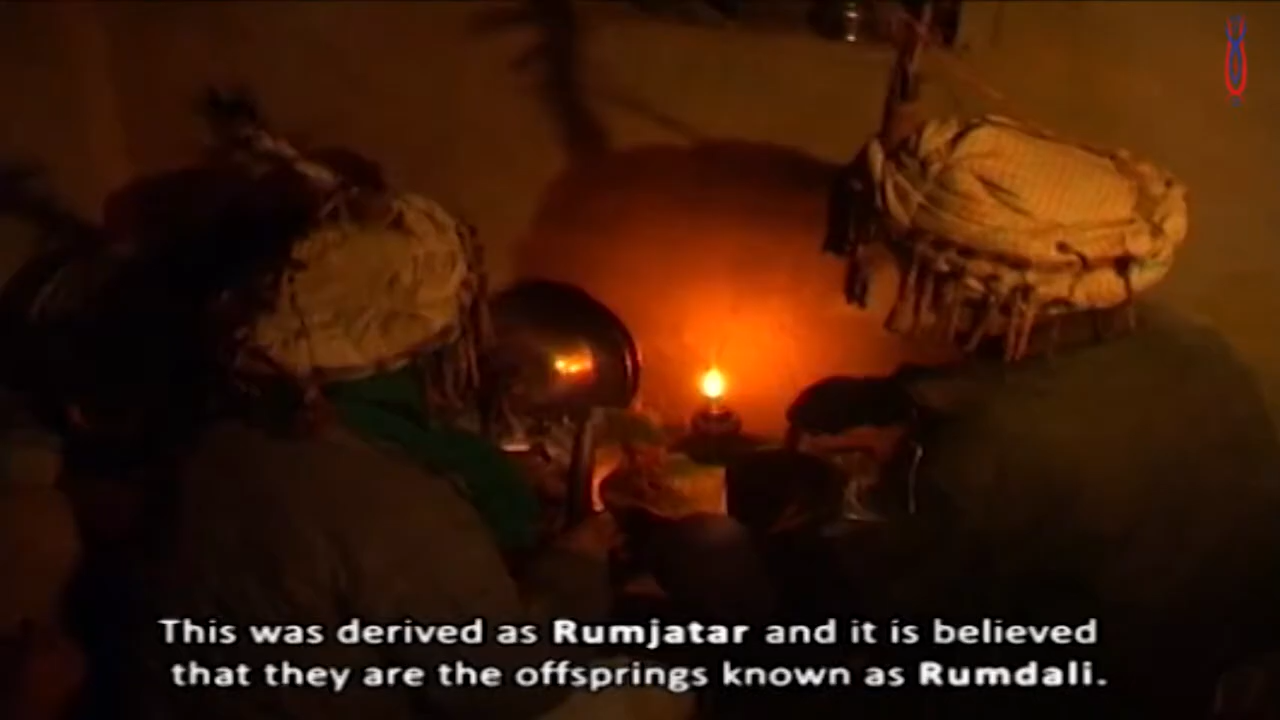 This was derived as Rumjatar and it is believed
that they are the offsprings known as Rumdali.